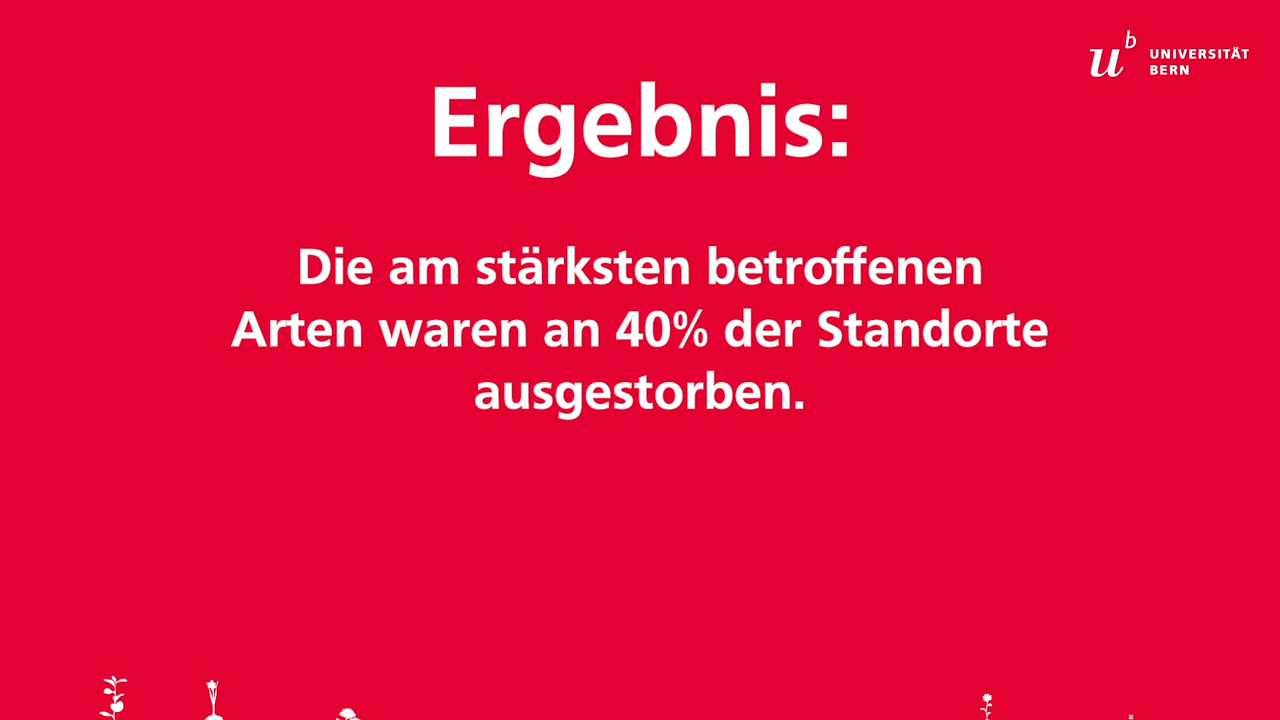 u b UNIVERSITÄT
BERN
Ergebnis:
Die am stärksten betroffenen
Arten waren an 40% der Standorte
ausgestorben.